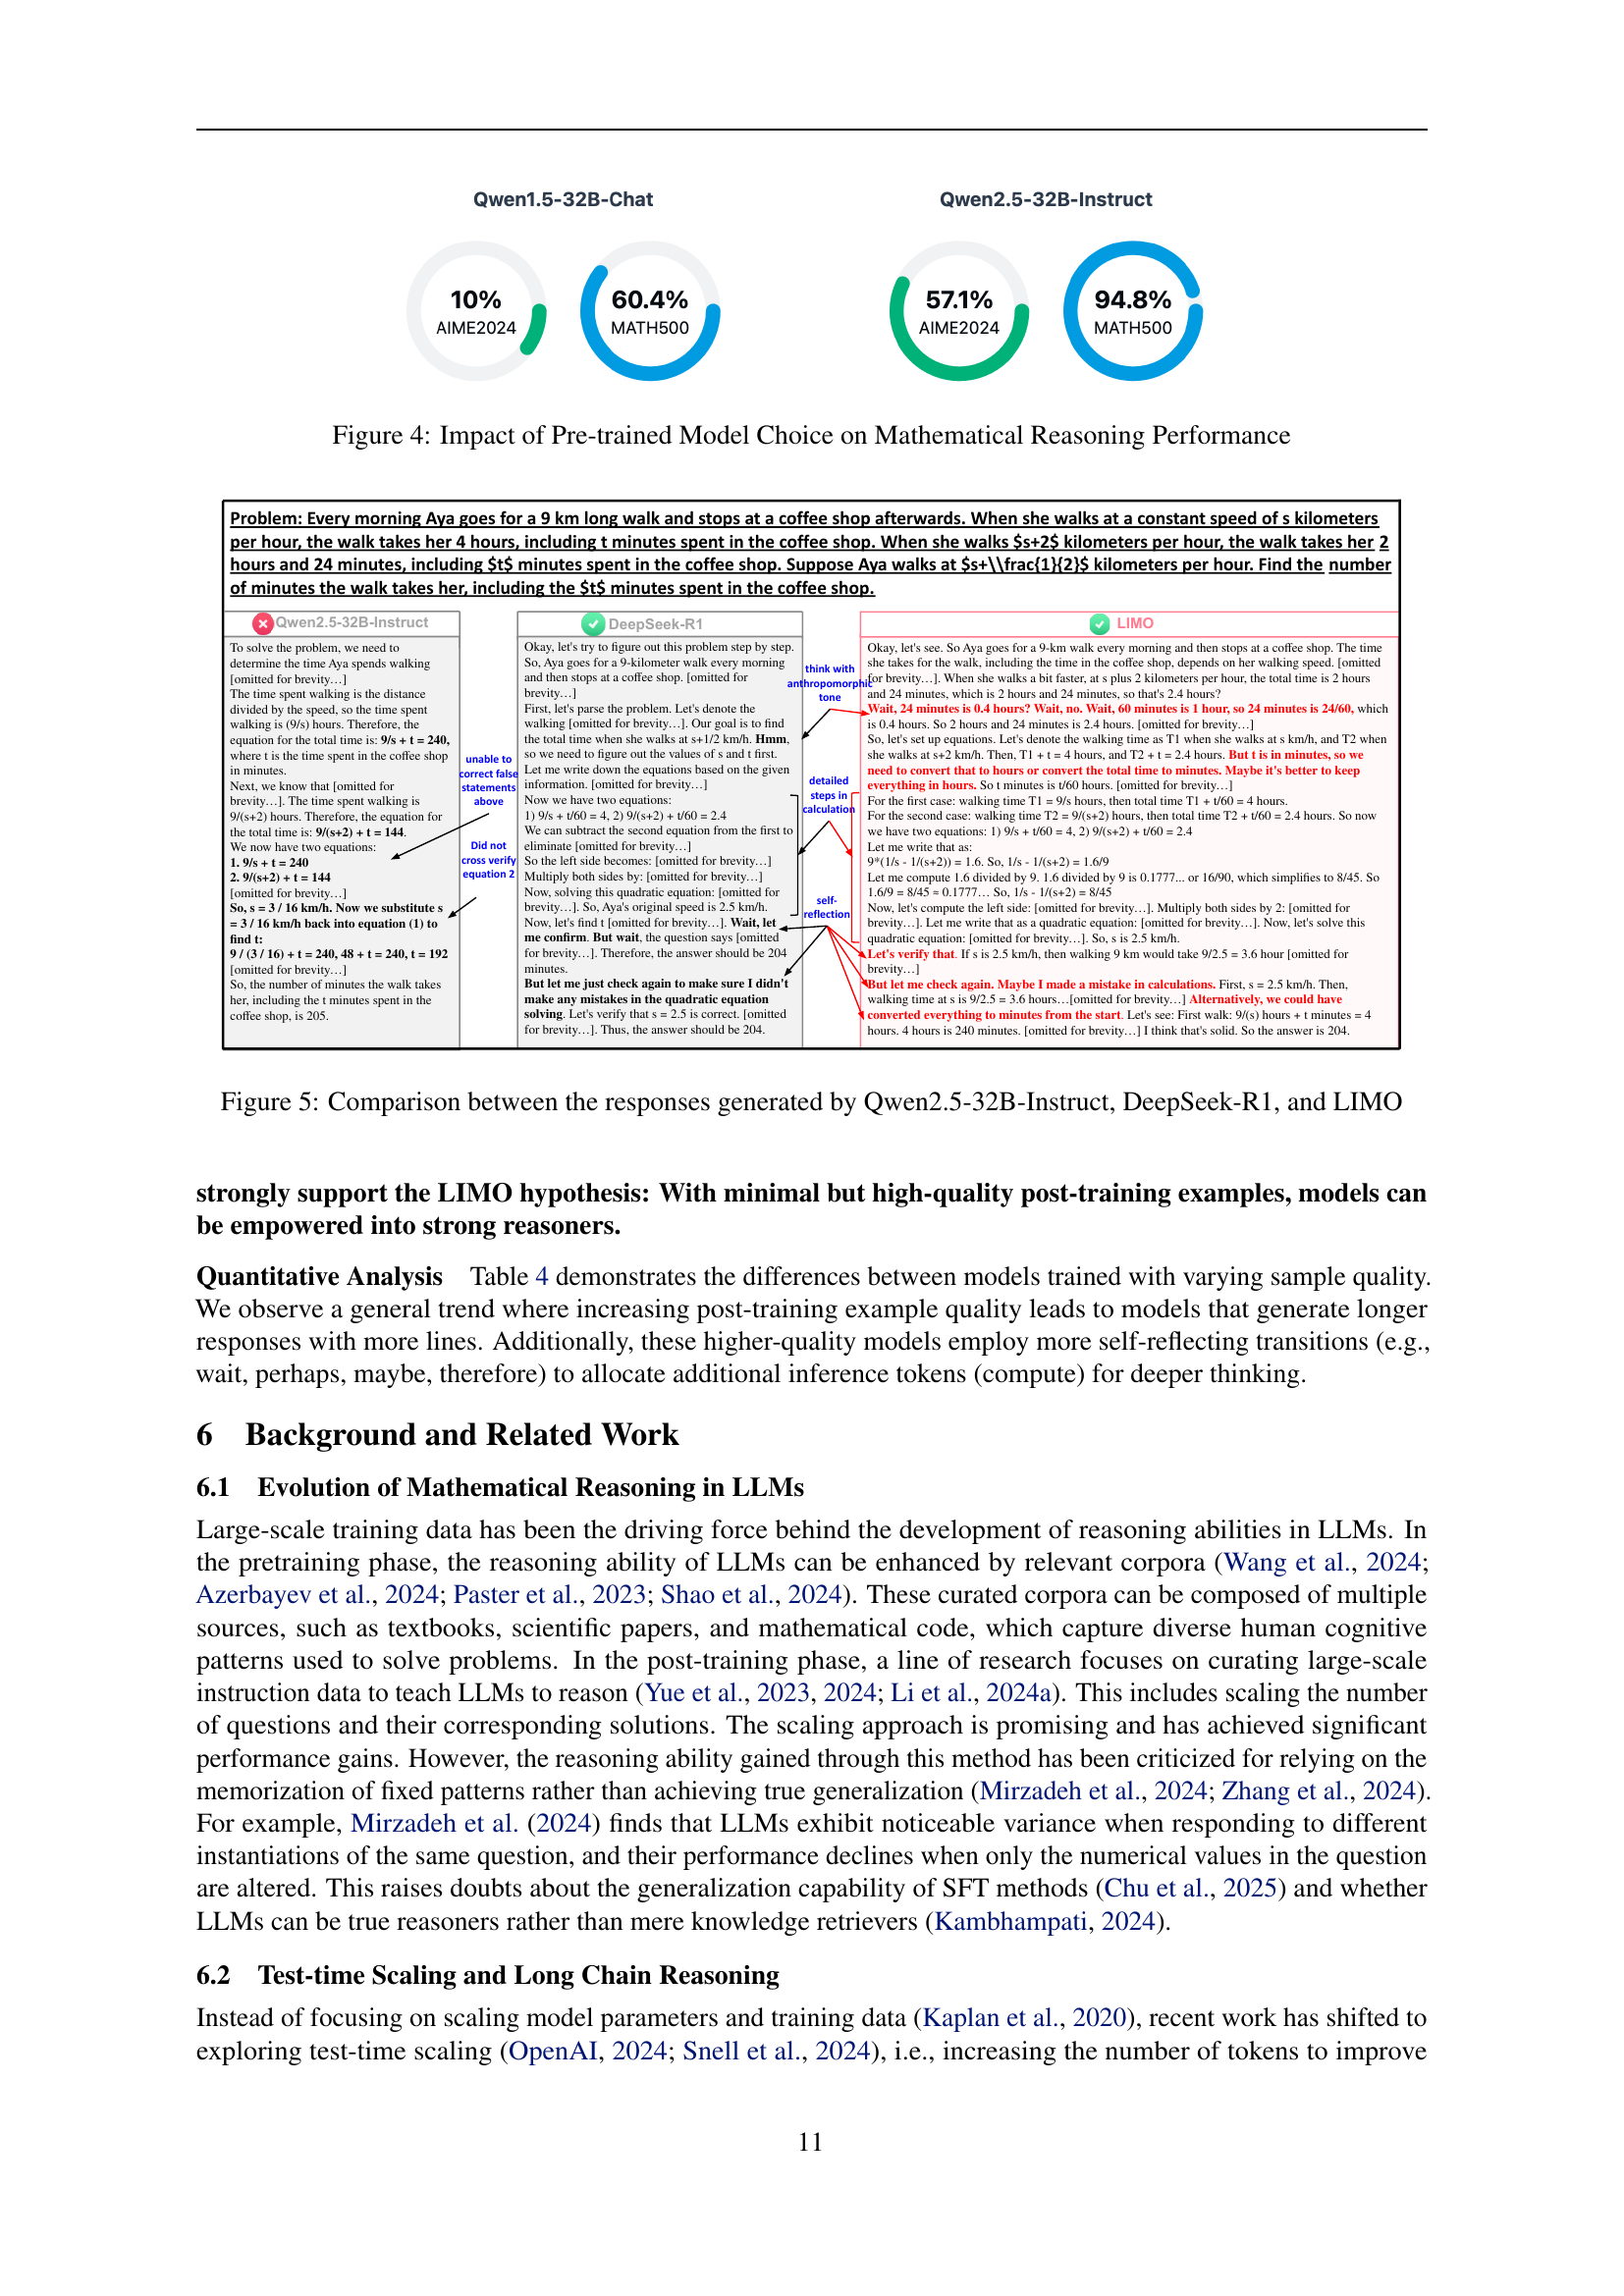 Qwen1.5-32B-Chat
Qwen2.5-32B-Instruct
10%
AIME2024
60.4%
MATH500
57.1%
AIME2024
94.8%
MATH500
Figure 4: Impact of Pre-trained Model Choice on Mathematical Reasoning Performance
Problem: Every morning Aya goes for a 9 km long walk and stops at a coffee shop afterwards. When she walks at a constant speed of s kilometers
per hour, the walk takes her 4 hours, including t minutes spent in the coffee shop. When she walks $s+2$ kilometers per hour, the walk takes her 2
hours and 24 minutes, including $t$ minutes spent in the coffee shop. Suppose Aya walks at $s+\\frac{1}{2}$ kilometers per hour. Find the number
of minutes the walk takes her, including the $t$ minutes spent in the coffee shop.
Qwen2.5-32B-Instruct
To solve the problem, we need to
determine the time Aya spends walking
[omitted for brevity…]
The time spent walking is the distance
divided by the speed, so the time spent
walking is (9/s) hours. Therefore, the
equation for the total time is: 9/s + t = 240,
where t is the time spent in the coffee shop
in minutes.
Next, we know that [omitted for
brevity…]. The time spent walking is
9/(s+2) hours. Therefore, the equation for
the total time is: 9/(s+2) + t = 144.
We now have two equations:
1. 9/s + t = 240
2. 9/(s+2) + t = 144
[omitted for brevity…]
So, s = 3 / 16 km/h. Now we substitute s
= 3 / 16 km/h back into equation (1) to
find t:
9 / (3 / 16) + t = 240, 48 + t = 240, t = 192
[omitted for brevity…]
So, the number of minutes the walk takes
her, including the t minutes spent in the
coffee shop, is 205.
unable to
correct false
statements
above
Did not
cross verify
equation 2
DeepSeek-R1
Okay, let's try to figure out this problem step by step.
So, Aya goes for a 9-kilometer walk every morning
and then stops at a coffee shop. [omitted for
brevity…]
First, let's parse the problem. Let's denote the
walking [omitted for brevity…]. Our goal is to find
the total time when she walks at s+1/2 km/h. Hmm,
so we need to figure out the values of s and t first.
Let me write down the equations based on the given
information. [omitted for brevity…]
Now we have two equations:
1) 9/s + t/60 = 4, 2) 9/(s+2) + t/60 = 2.4
We can subtract the second equation from the first to
eliminate [omitted for brevity…]
So the left side becomes: [omitted for brevity…]
Multiply both sides by: [omitted for brevity…]
Now, solving this quadratic equation: [omitted for
brevity…]. So, Aya's original speed is 2.5 km/h.
Now, let's find t [omitted for brevity…]. Wait, let
me confirm. But wait, the question says [omitted
for brevity…]. Therefore, the answer should be 204
minutes.
But let me just check again to make sure I didn't
make any mistakes in the quadratic equation
solving. Let's verify that s = 2.5 is correct. [omitted
for brevity…]. Thus, the answer should be 204.
think with
anthropomorphic
tone
detailed
steps in
calculation
self-
reflection
LIMO
Okay, let's see. So Aya goes for a 9-km walk every morning and then stops at a coffee shop. The time
she takes for the walk, including the time in the coffee shop, depends on her walking speed. [omitted
for brevity…]. When she walks a bit faster, at s plus 2 kilometers per hour, the total time is 2 hours
and 24 minutes, which is 2 hours and 24 minutes, so that's 2.4 hours?
Wait, 24 minutes is 0.4 hours? Wait, no. Wait, 60 minutes is 1 hour, so 24 minutes is 24/60, which
is 0.4 hours. So 2 hours and 24 minutes is 2.4 hours. [omitted for brevity…]
So, let's set up equations. Let's denote the walking time as T1 when she walks at s km/h, and T2 when
she walks at s+2 km/h. Then, T1 + t = 4 hours, and T2 + t = 2.4 hours. But t is in minutes, so we
need to convert that to hours or convert the total time to minutes. Maybe it's better to keep
everything in hours. So t minutes is t/60 hours. [omitted for brevity…]
For the first case: walking time T1 = 9/s hours, then total time T1 + t/60 = 4 hours.
For the second case: walking time T2 = 9/(s+2) hours, then total time T2 + t/60 = 2.4 hours. So now
we have two equations: 1) 9/s + t/60 = 4, 2) 9/(s+2) + t/60 = 2.4
Let me write that as:
9*(1/s - 1/(s+2)) = 1.6. So, 1/s - 1/(s+2) = 1.6/9
Let me compute 1.6 divided by 9. 1.6 divided by 9 is 0.1777... or 16/90, which simplifies to 8/45. So
1.6/9 = 8/45 ≈ 0.1777… So, 1/s - 1/(s+2) = 8/45
Now, let's compute the left side: [omitted for brevity…]. Multiply both sides by 2: [omitted for
brevity…]. Let me write that as a quadratic equation: [omitted for brevity…]. Now, let's solve this
quadratic equation: [omitted for brevity…]. So, s is 2.5 km/h.
Let's verify that. If s is 2.5 km/h, then walking 9 km would take 9/2.5 = 3.6 hour [omitted for
brevity…]
But let me check again. Maybe I made a mistake in calculations. First, s = 2.5 km/h. Then,
walking time at s is 9/2.5 = 3.6 hours…[omitted for brevity…] Alternatively, we could have
converted everything to minutes from the start. Let's see: First walk: 9/(s) hours + t minutes = 4
hours. 4 hours is 240 minutes. [omitted for brevity…] I think that's solid. So the answer is 204.
Figure 5: Comparison between the responses generated by Qwen2.5-32B-Instruct, DeepSeek-R1, and LIMO
strongly support the LIMO hypothesis: With minimal but high-quality post-training examples, models can
be empowered into strong reasoners.
Quantitative Analysis Table 4 demonstrates the differences between models trained with varying sample quality.
We observe a general trend where increasing post-training example quality leads to models that generate longer
responses with more lines. Additionally, these higher-quality models employ more self-reflecting transitions (e.g.,
wait, perhaps, maybe, therefore) to allocate additional inference tokens (compute) for deeper thinking.
6 Background and Related Work
6.1 Evolution of Mathematical Reasoning in LLMs
Large-scale training data has been the driving force behind the development of reasoning abilities in LLMs. In
the pretraining phase, the reasoning ability of LLMs can be enhanced by relevant corpora (Wang et al., 2024;
Azerbayev et al., 2024; Paster et al., 2023; Shao et al., 2024). These curated corpora can be composed of multiple
sources, such as textbooks, scientific papers, and mathematical code, which capture diverse human cognitive
patterns used to solve problems. In the post-training phase, a line of research focuses on curating large-scale
instruction data to teach LLMs to reason (Yue et al., 2023, 2024; Li et al., 2024a). This includes scaling the number
of questions and their corresponding solutions. The scaling approach is promising and has achieved significant
performance gains. However, the reasoning ability gained through this method has been criticized for relying on the
memorization of fixed patterns rather than achieving true generalization (Mirzadeh et al., 2024; Zhang et al., 2024).
For example, Mirzadeh et al. (2024) finds that LLMs exhibit noticeable variance when responding to different
instantiations of the same question, and their performance declines when only the numerical values in the question
are altered. This raises doubts about the generalization capability of SFT methods (Chu et al., 2025) and whether
LLMs can be true reasoners rather than mere knowledge retrievers (Kambhampati, 2024).
6.2 Test-time Scaling and Long Chain Reasoning
Instead of focusing on scaling model parameters and training data (Kaplan et al., 2020), recent work has shifted to
exploring test-time scaling (OpenAI, 2024; Snell et al., 2024), i.e., increasing the number of tokens to improve
11